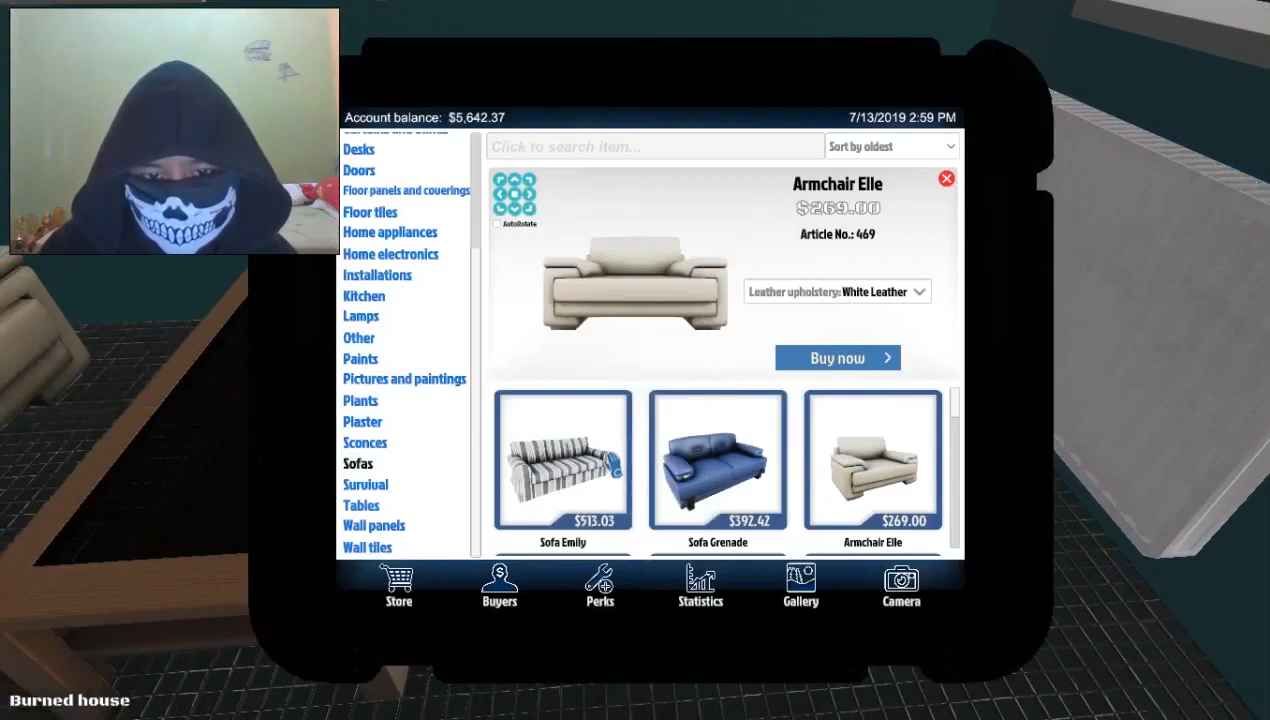 Account balance: $5,642.37
7/13/2019 2:59 PM
Desks
Doors
Floor panels and coverings
Floor tiles
Home appliances
Home electronics
Installations
Kitchen
Lamps
Other
Paints
Pictures and paintings
Plants
Plaster
Sconces
Sofas
Survival
Tables
Wall panels
Wall tiles
Click to search item...
Sort by oldest
AutoRotate
Armchair Elle
$269.00
Article No.: 469
Leather upholstery: White Leather
Buy now
$513.03
$392.42
$269.00
Sofa Emily
Sofa Grenade
Armchair Elle
Store
Buyers
Perks
Statistics
Gallery
Camera
Burned house